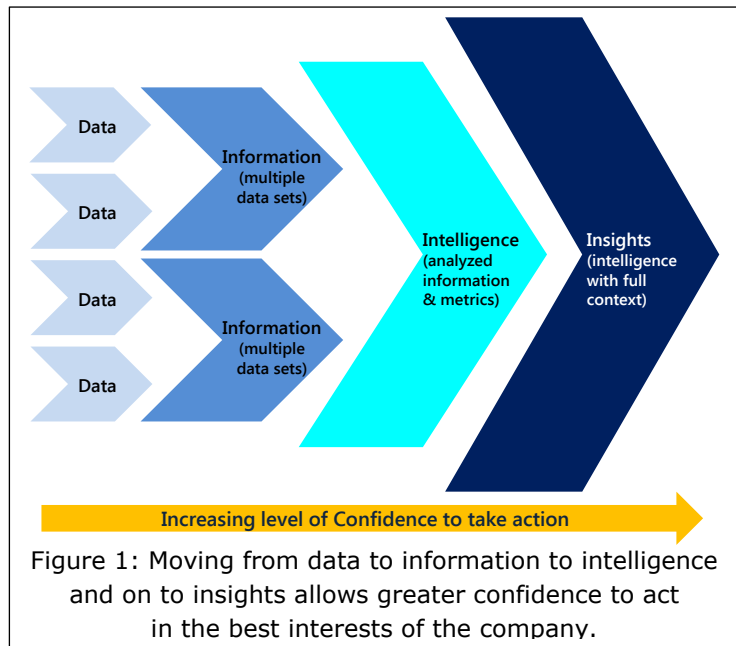 Data
Data
Data
Data
Information
(multiple
data sets)
Information
(multiple
data sets)
Intelligence
(analyzed
information
& metrics)
Insights
(intelligence
with full
context)
Increasing level of Confidence to take action
Figure 1: Moving from data to information to intelligence
and on to insights allows greater confidence to act
in the best interests of the company.